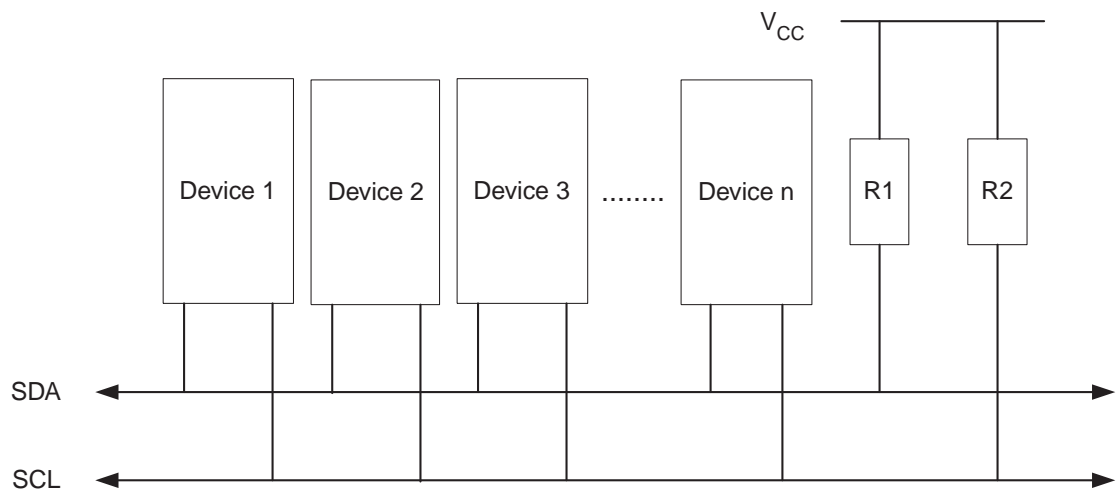 VCC
Device 1
Device 2
Device 3
........
Device n
R1
R2
SDA
SCL